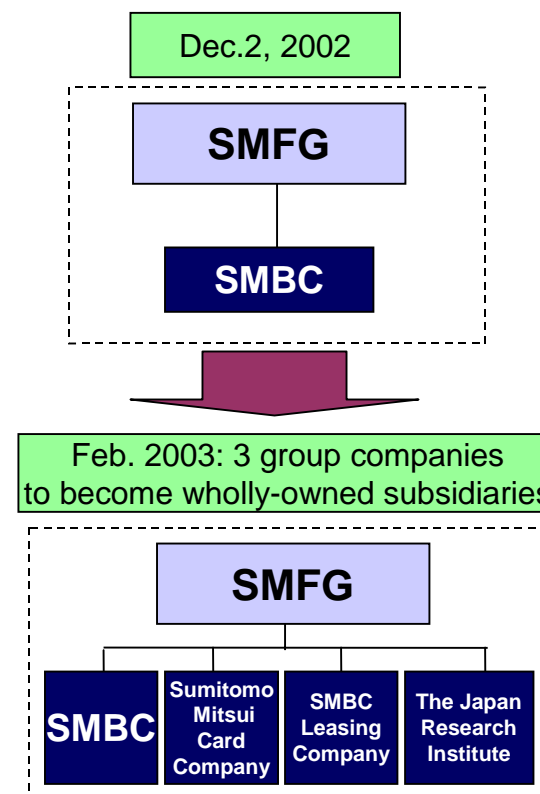 Dec.2, 2002
SMFG
SMBC
Feb. 2003: 3 group companies
to become wholly-owned subsidiaries
SMFG
SMBC
Sumitomo
Mitsui
Card
Company
SMBC
Leasing
Company
The Japan
Research
Institute